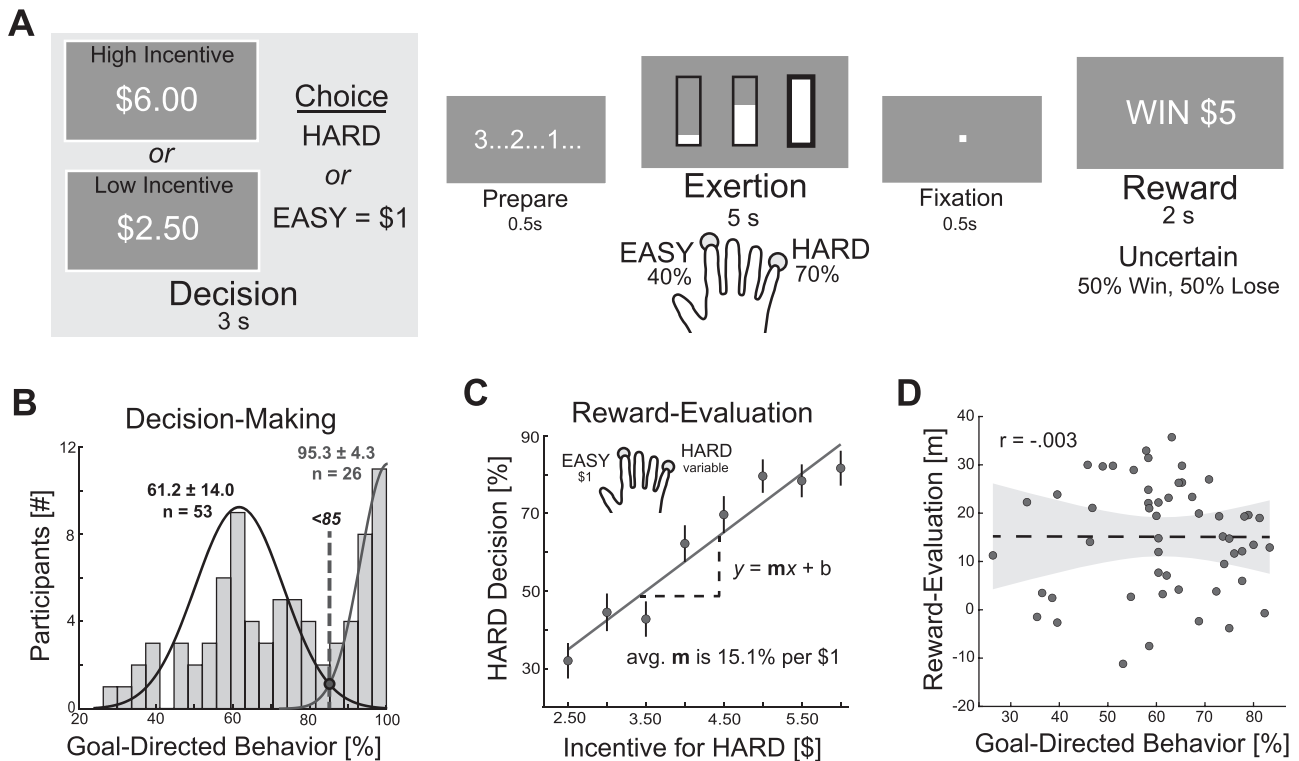 A
High Incentive
$6.00
or
Low Incentive
$2.50
Choice
HARD
or
EASY = $1
Decision
3 s
3...2...1...
Prepare
0.5s
Exertion
5 s
EASY
40%
HARD
70%
Fixation
0.5s
WIN $5
Reward
2 s
Uncertain
50% Win, 50% Lose
B
Decision-Making
95.3 ± 4.3
n = 26
61.2 ± 14.0
n = 53
<85
12
8
4
0
20 40 60 80 100
Participants [#]
Goal-Directed Behavior [%]
C
Reward-Evaluation
EASY
$1
HARD
variable
90
70
50
30
y = mx + b
avg. m is 15.1% per $1
2.50 3.50 4.50 5.50
HARD Decision [%]
Incentive for HARD [$]
D
r = -.003
40
30
20
10
0
-10
-20
30 40 50 60 70 80
Reward-Evaluation [m]
Goal-Directed Behavior [%]